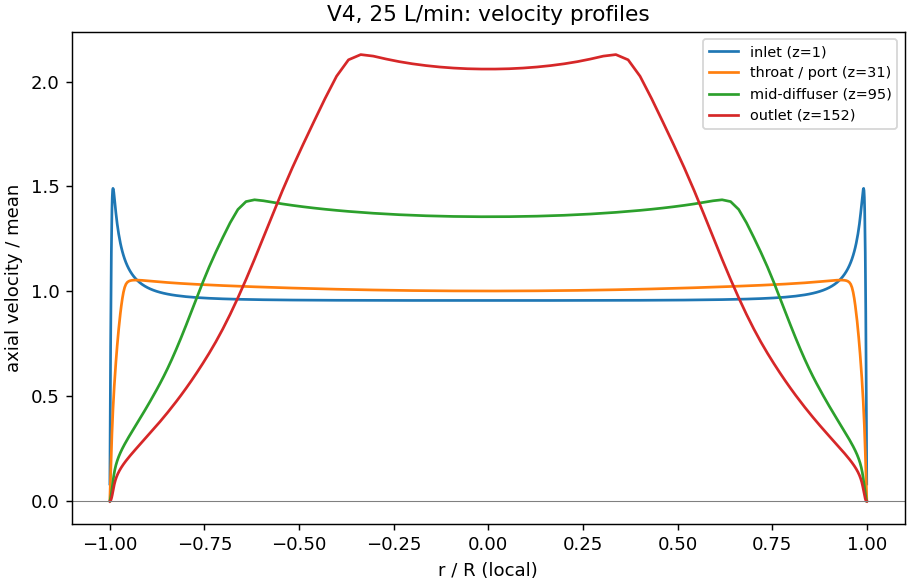 V4, 25 L/min: velocity profiles
inlet (z=1)
throat / port (z=31)
mid-diffuser (z=95)
outlet (z=152)
axial velocity / mean
2.0
1.5
1.0
0.5
0.0
−1.00 −0.75 −0.50 −0.25 0.00 0.25 0.50 0.75 1.00
r / R (local)